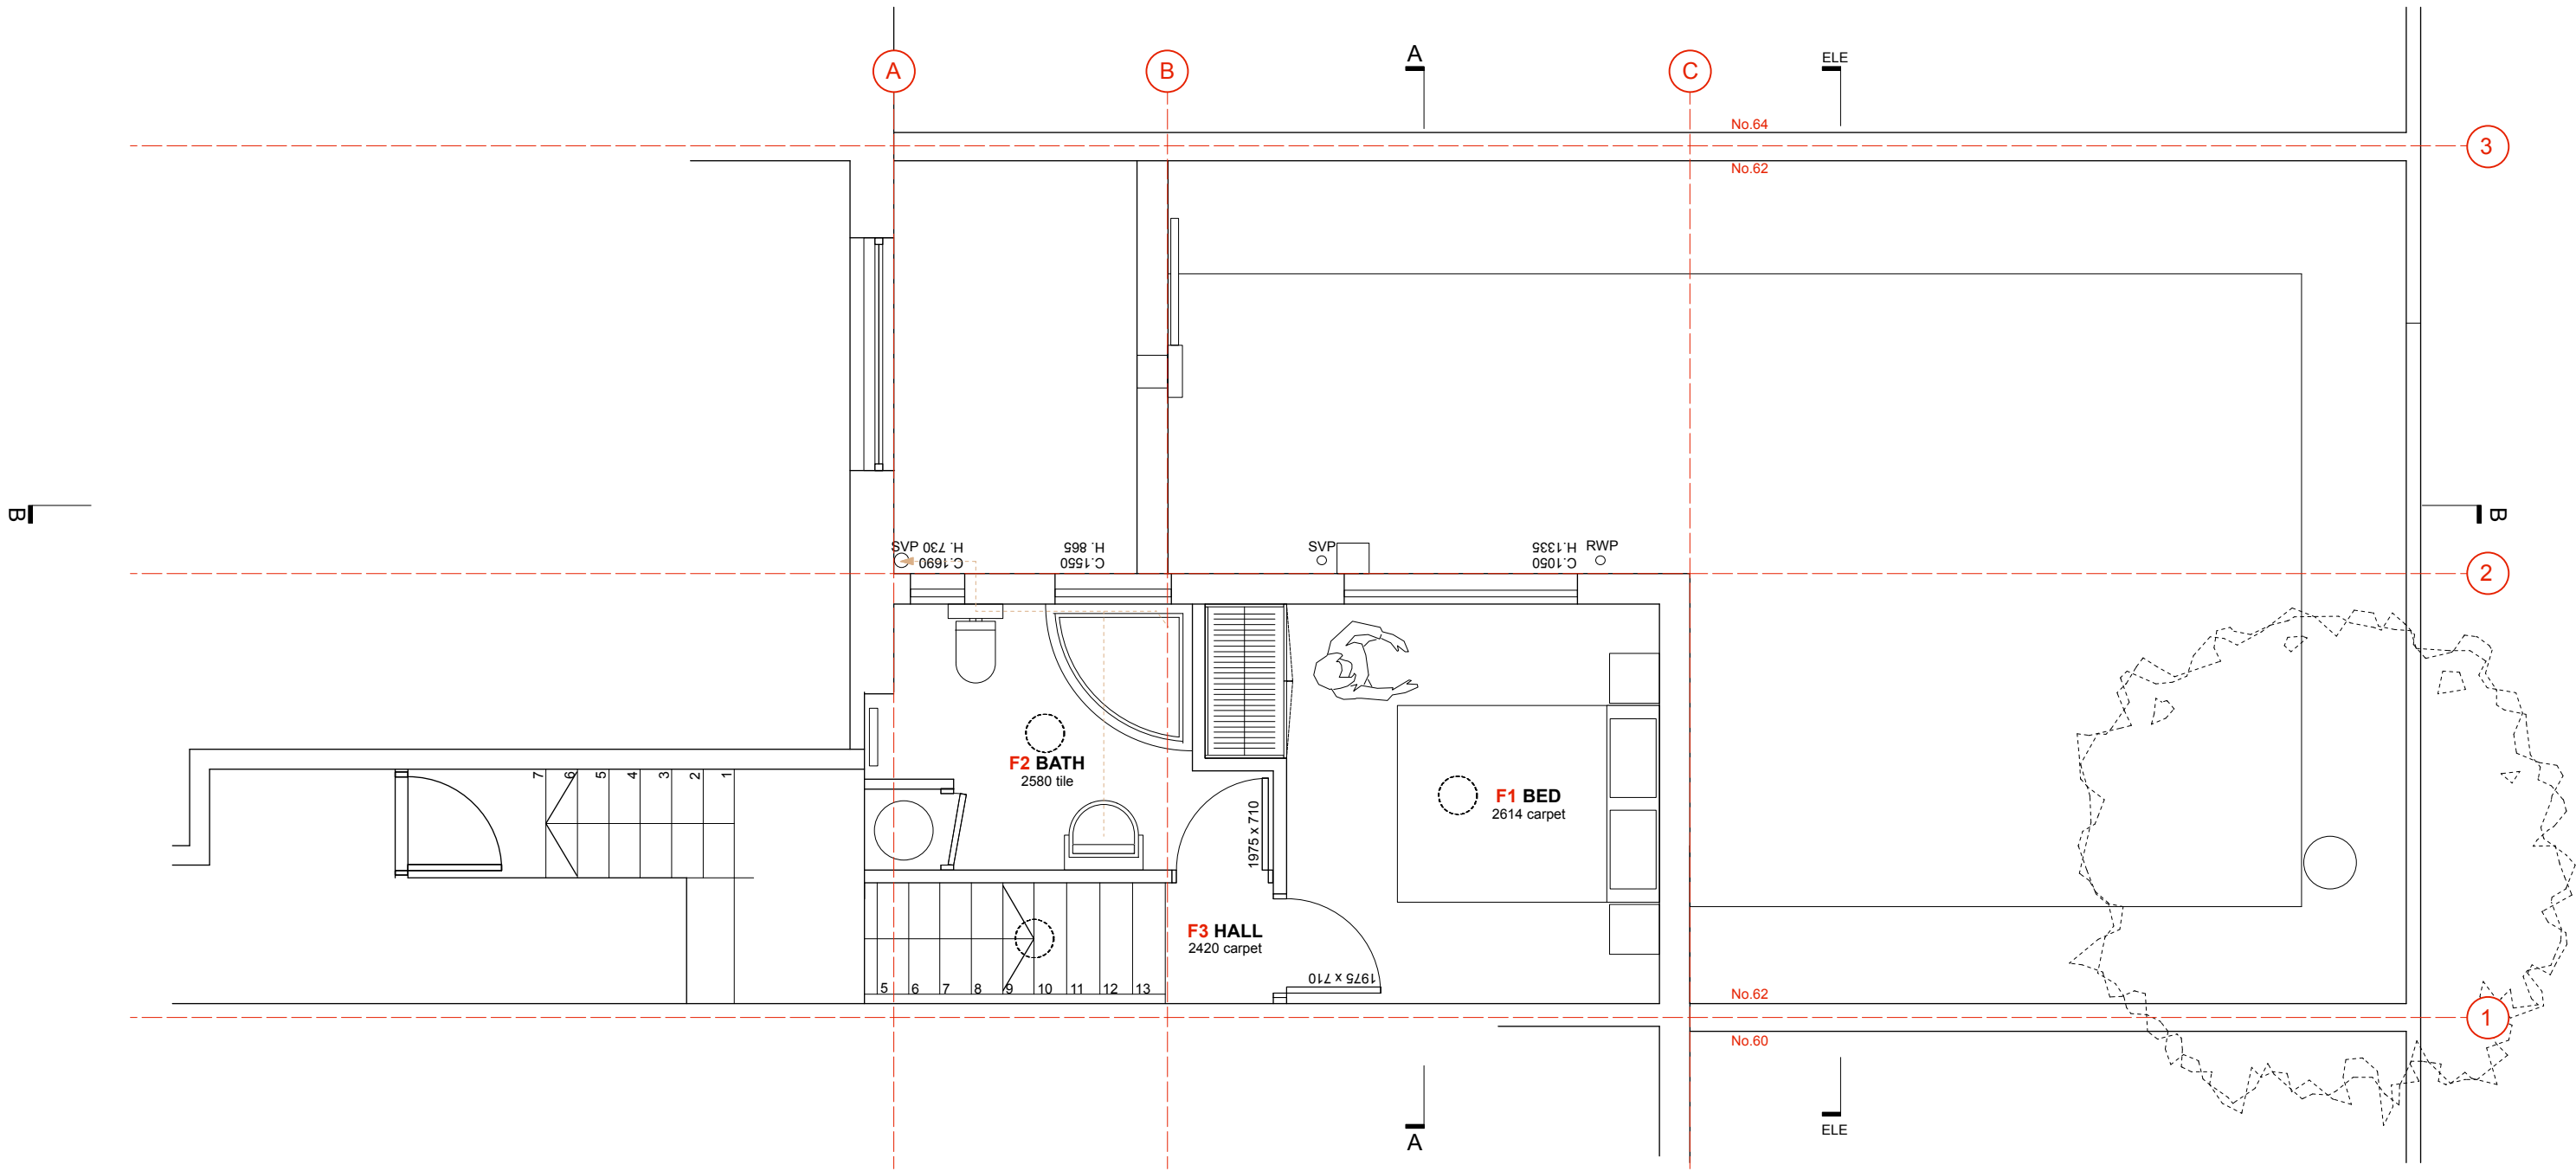 A
B
A
C
ELE
No.64
3
No.62
B
B
SVP
H. 730
C.1690
H. 865
C.1550
SVP
H.1335
C.1050
RWP
2
F2 BATH
2580 tile
7
6
5
4
3
2
1
F1 BED
2614 carpet
1975 x 710
F3 HALL
2420 carpet
1975 x 710
5
6
7
8
9
10
11
12
13
No.62
1
No.60
A
ELE